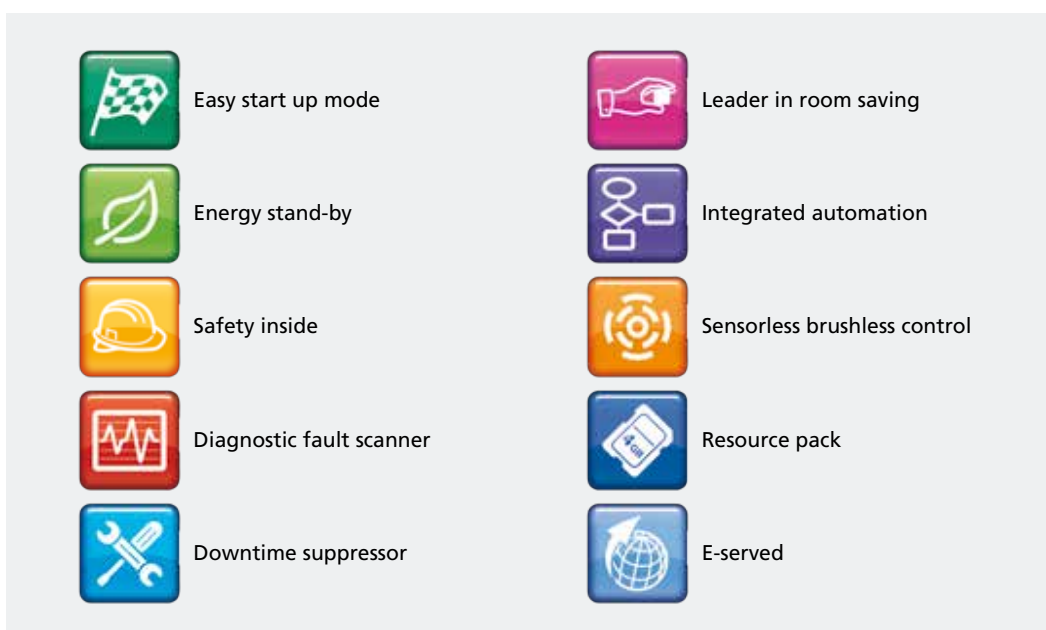 Easy start up mode
Energy stand-by
Safety inside
Diagnostic fault scanner
Downtime suppressor
Leader in room saving
Integrated automation
Sensorless brushless control
4GB
Resource pack
E-served